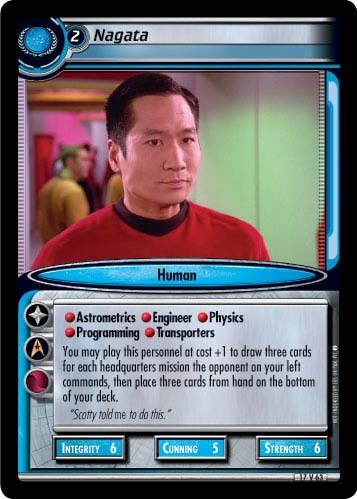 2 Nagata
Human
Astrometrics Engineer Physics
Programming Transporters
You may play this personnel at cost +1 to draw three cards
for each headquarters mission the opponent on your left
commands, then place three cards from hand on the bottom
of your deck.
"Scotty told me to do this."
INTEGRITY 6 CUNNING 5 STRENGTH 6
17 V 63